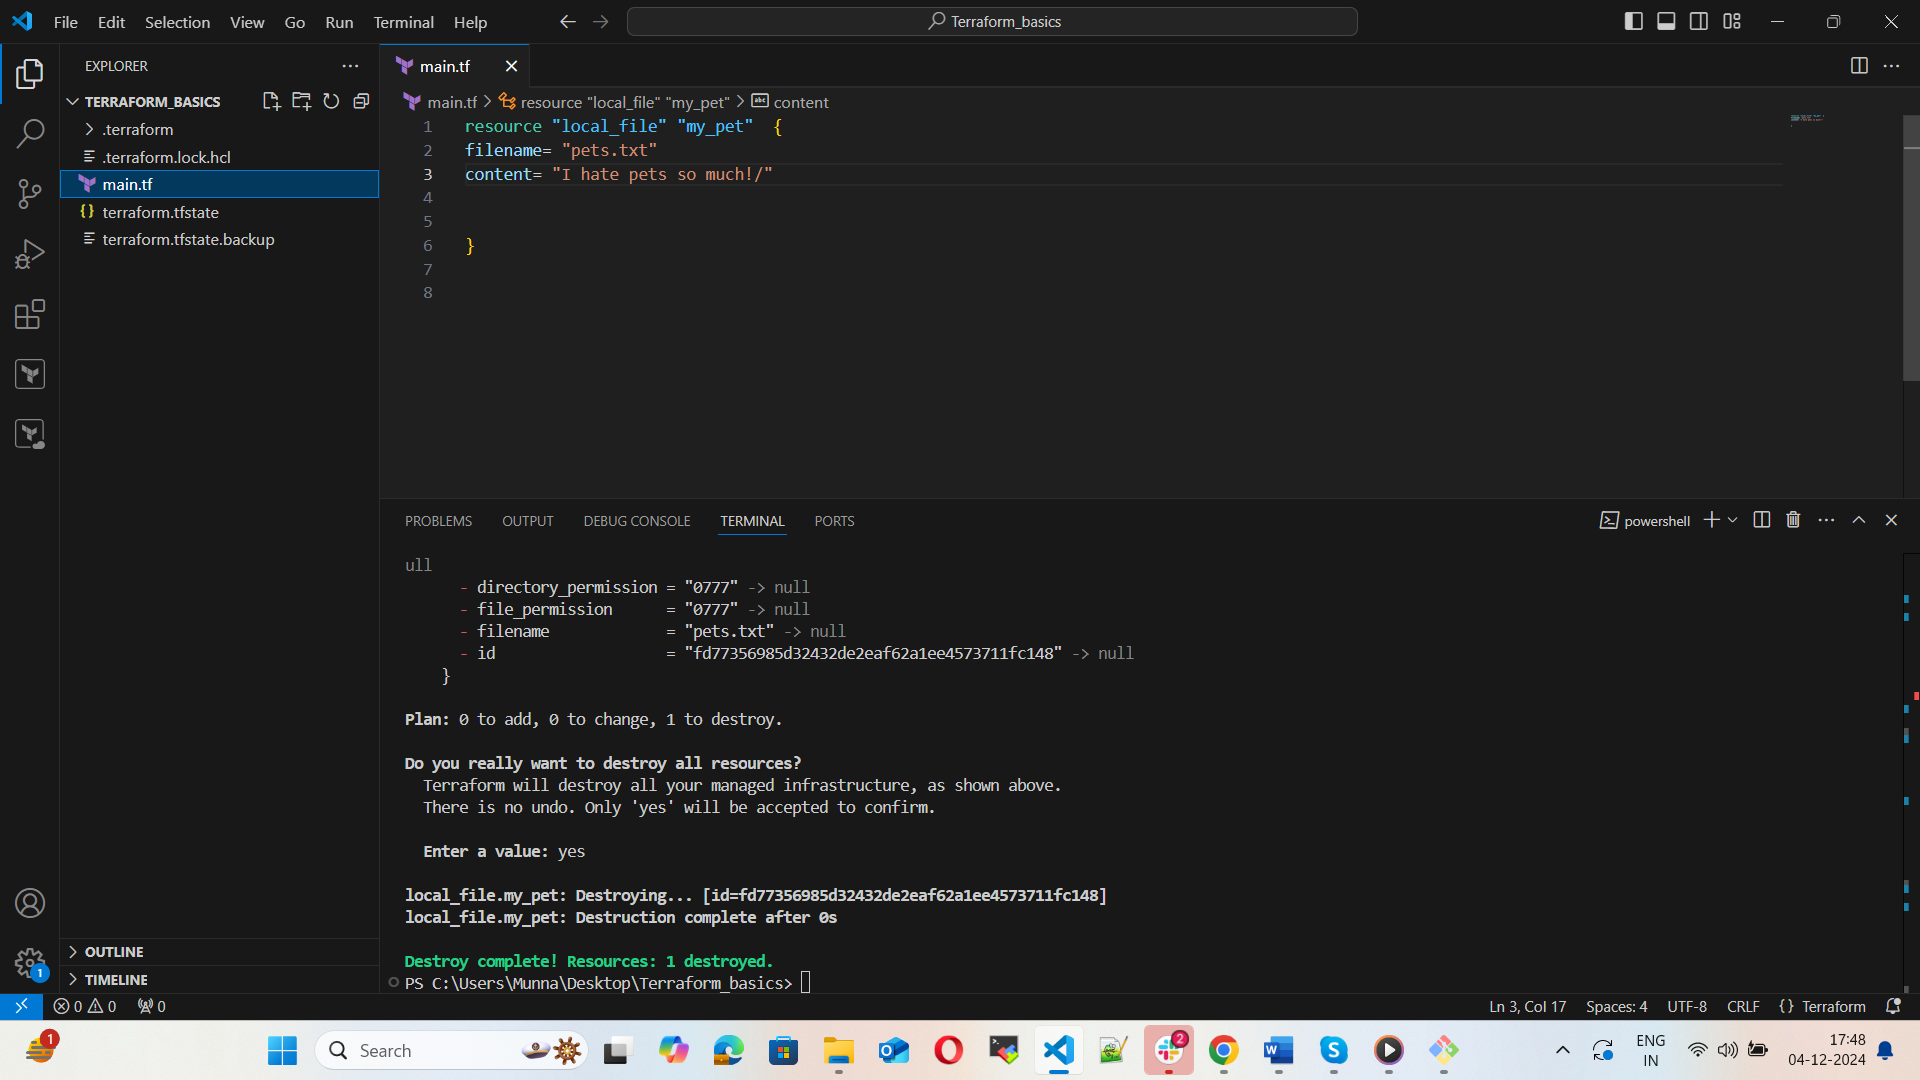 File Edit Selection View Go Run Terminal Help
Terraform_basics
EXPLORER
TERRAFORM_BASICS
.terraform
.terraform.lock.hcl
main.tf
terraform.tfstate
terraform.tfstate.backup
OUTLINE
TIMELINE
main.tf
main.tf > resource "local_file" "my_pet" > content
1 resource "local_file" "my_pet"  {
2 filename= "pets.txt"
3 content= "I hate pets so much!/"
4
5
6 }
7
8
PROBLEMS OUTPUT DEBUG CONSOLE TERMINAL PORTS
powershell
ull
- directory_permission = "0777" -> null
- file_permission      = "0777" -> null
- filename             = "pets.txt" -> null
- id                   = "fd77356985d32432de2eaf62a1ee4573711fc148" -> null
}
Plan: 0 to add, 0 to change, 1 to destroy.
Do you really want to destroy all resources?
Terraform will destroy all your managed infrastructure, as shown above.
There is no undo. Only 'yes' will be accepted to confirm.
Enter a value: yes
local_file.my_pet: Destroying... [id=fd77356985d32432de2eaf62a1ee4573711fc148]
local_file.my_pet: Destruction complete after 0s
Destroy complete! Resources: 1 destroyed.
PS C:\Users\Munna\Desktop\Terraform_basics>
1
0 0 0
Ln 3, Col 17 Spaces: 4 UTF-8 CRLF {} Terraform
1
Search
2
ENG
IN
17:48
04-12-2024